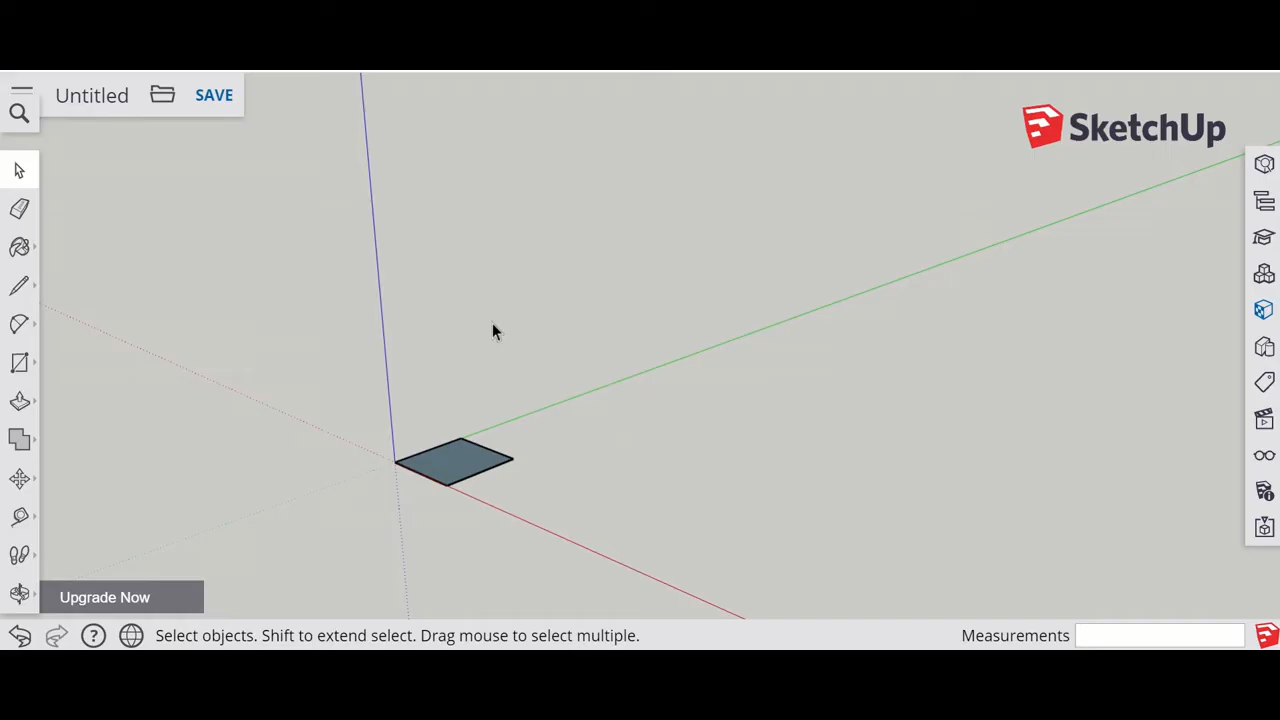 Untitled
SAVE
SketchUp
Upgrade Now
Select objects. Shift to extend select. Drag mouse to select multiple.
Measurements